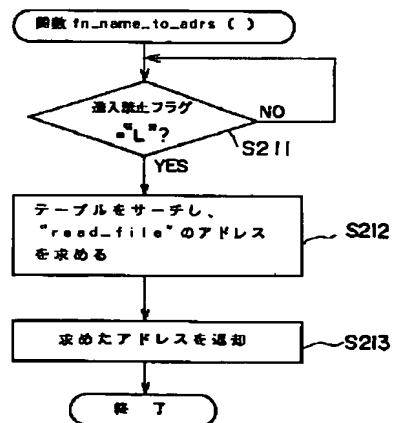 関数 fn_name_to_adrs ( )
進入禁止フラグ
="L"?
NO
S211
YES
テーブルをサーチし、
"read_file"のアドレス
を求める
S212
求めたアドレスを返却
S213
終 了